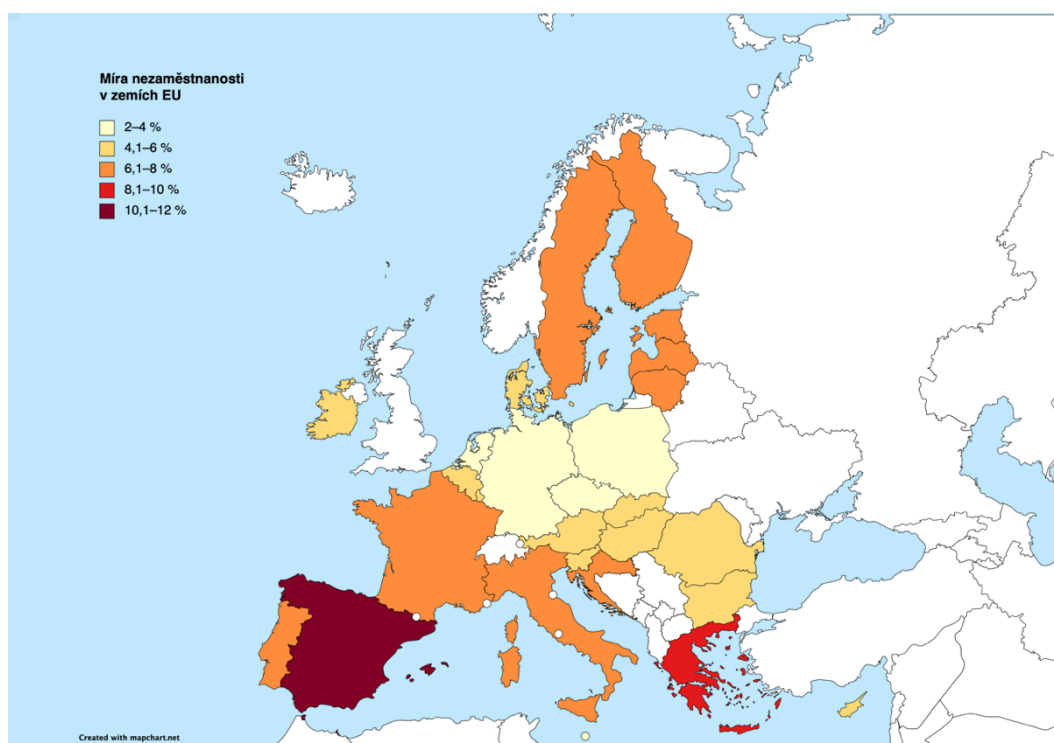 Míra nezaměstnanosti
v zemích EU
2–4 %
4,1–6 %
6,1–8 %
8,1–10 %
10,1–12 %
Created with mapchart.net